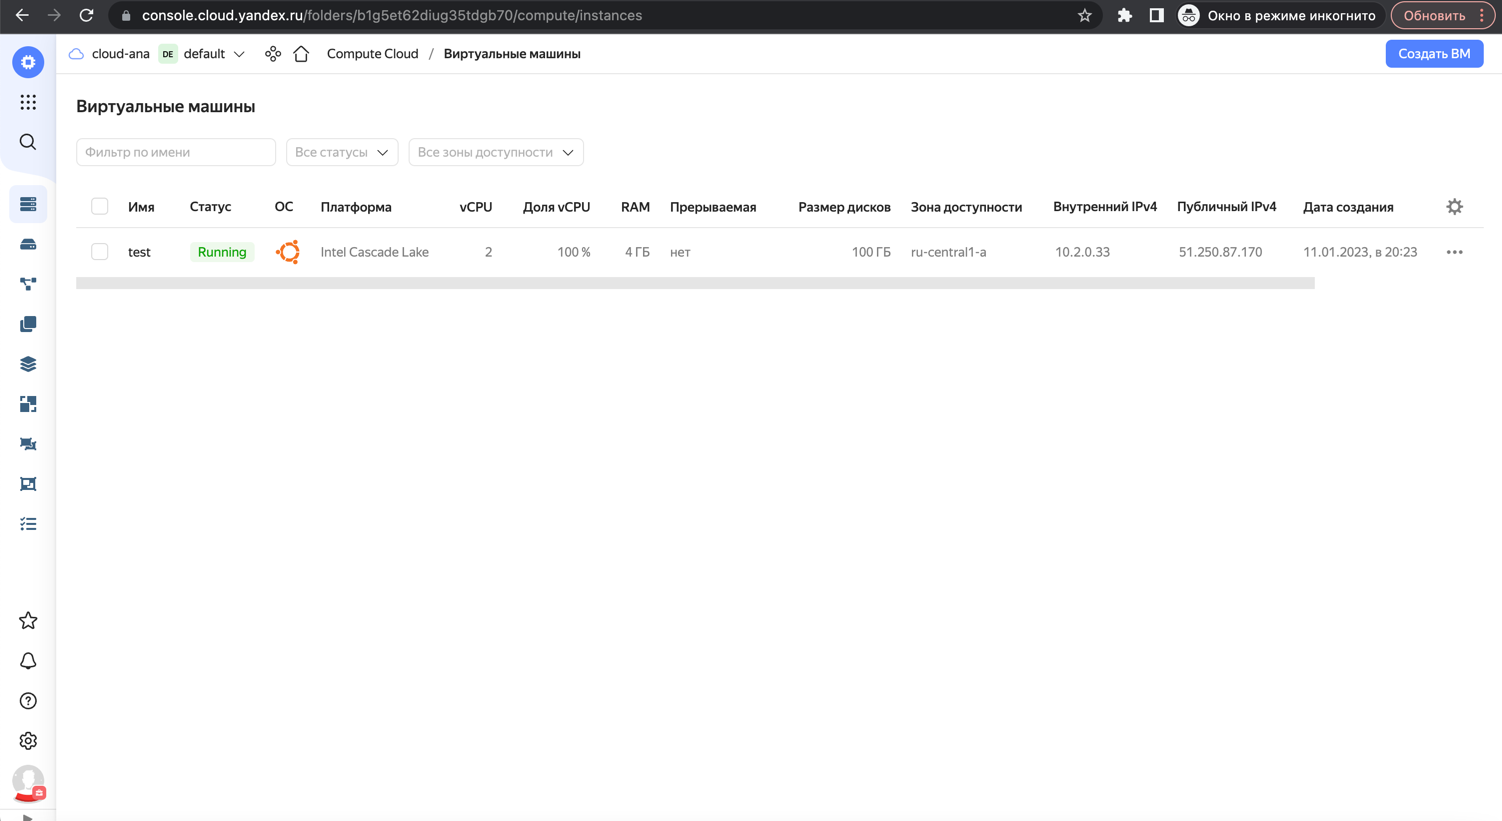 console.cloud.yandex.ru/folders/b1g5et62diug35tdgb70/compute/instances Окно в режиме инкогнито Обновить
cloud-ana DE default Compute Cloud / Виртуальные машины Создать ВМ
Виртуальные машины
Фильтр по имени Все статусы Все зоны доступности
Имя Статус ОС Платформа vCPU Доля vCPU RAM Прерываемая Размер дисков Зона доступности Внутренний IPv4 Публичный IPv4 Дата создания
test Running Intel Cascade Lake 2 100 % 4 ГБ нет 100 ГБ ru-central1-a 10.2.0.33 51.250.87.170 11.01.2023, в 20:23